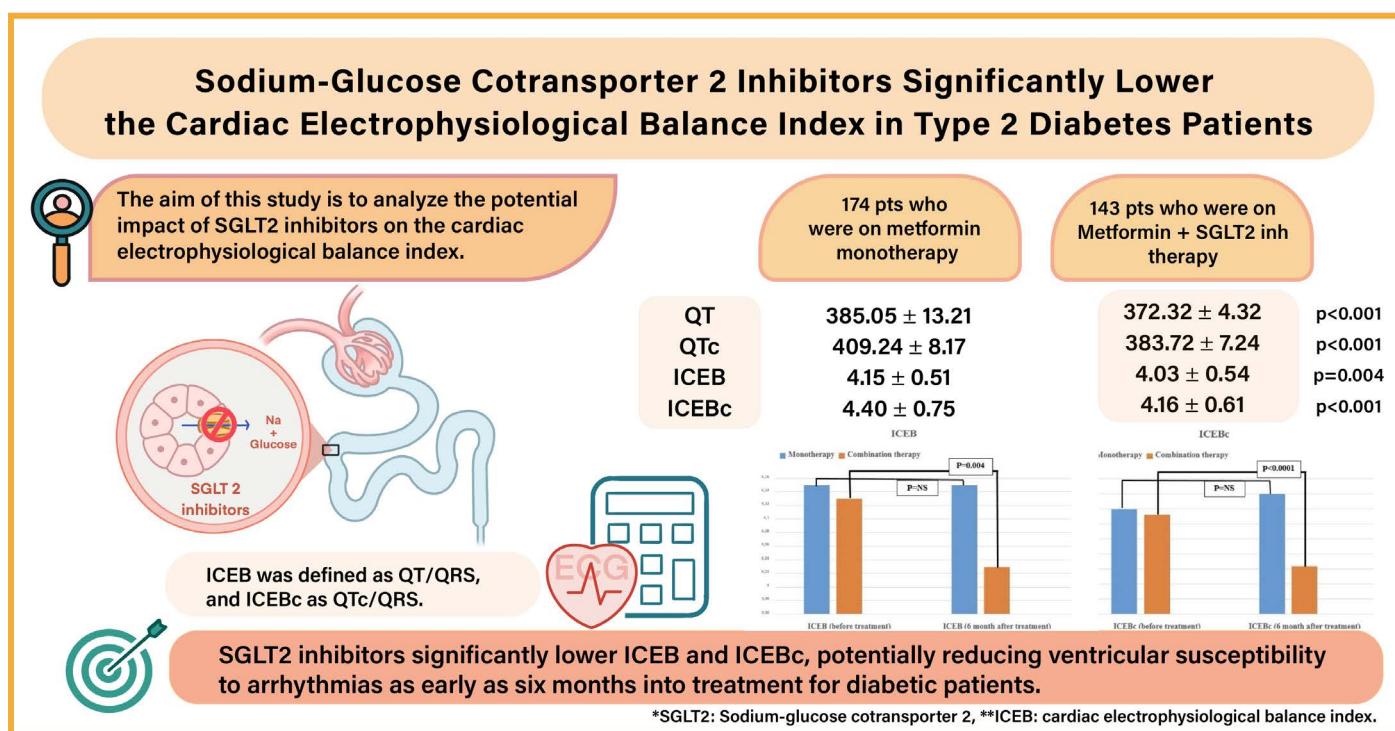 Sodium-Glucose Cotransporter 2 Inhibitors Significantly Lower
the Cardiac Electrophysiological Balance Index in Type 2 Diabetes Patients
The aim of this study is to analyze the potential
impact of SGLT2 inhibitors on the cardiac
electrophysiological balance index.
174 pts who
were on metformin
monotherapy
143 pts who were on
Metformin + SGLT2 inh
therapy
QT 385.05 ± 13.21 372.32 ± 4.32 p<0.001
QTc 409.24 ± 8.17 383.72 ± 7.24 p<0.001
ICEB 4.15 ± 0.51 4.03 ± 0.54 p=0.004
ICEBc 4.40 ± 0.75 4.16 ± 0.61 p<0.001
Na
+
Glucose
SGLT 2
inhibitors
ICEB was defined as QT/QRS,
and ICEBc as QTc/QRS.
ECG
ICEB
Monotherapy Combination therapy
P=0.004
P=NS
ICEB (before treatment) ICEB (6 month after treatment)
ICEBc
Monotherapy Combination therapy
P<0.0001
P=NS
ICEBc (before treatment) ICEBc (6 month after treatment)
SGLT2 inhibitors significantly lower ICEB and ICEBc, potentially reducing ventricular susceptibility
to arrhythmias as early as six months into treatment for diabetic patients.
*SGLT2: Sodium-glucose cotransporter 2, **ICEB: cardiac electrophysiological balance index.